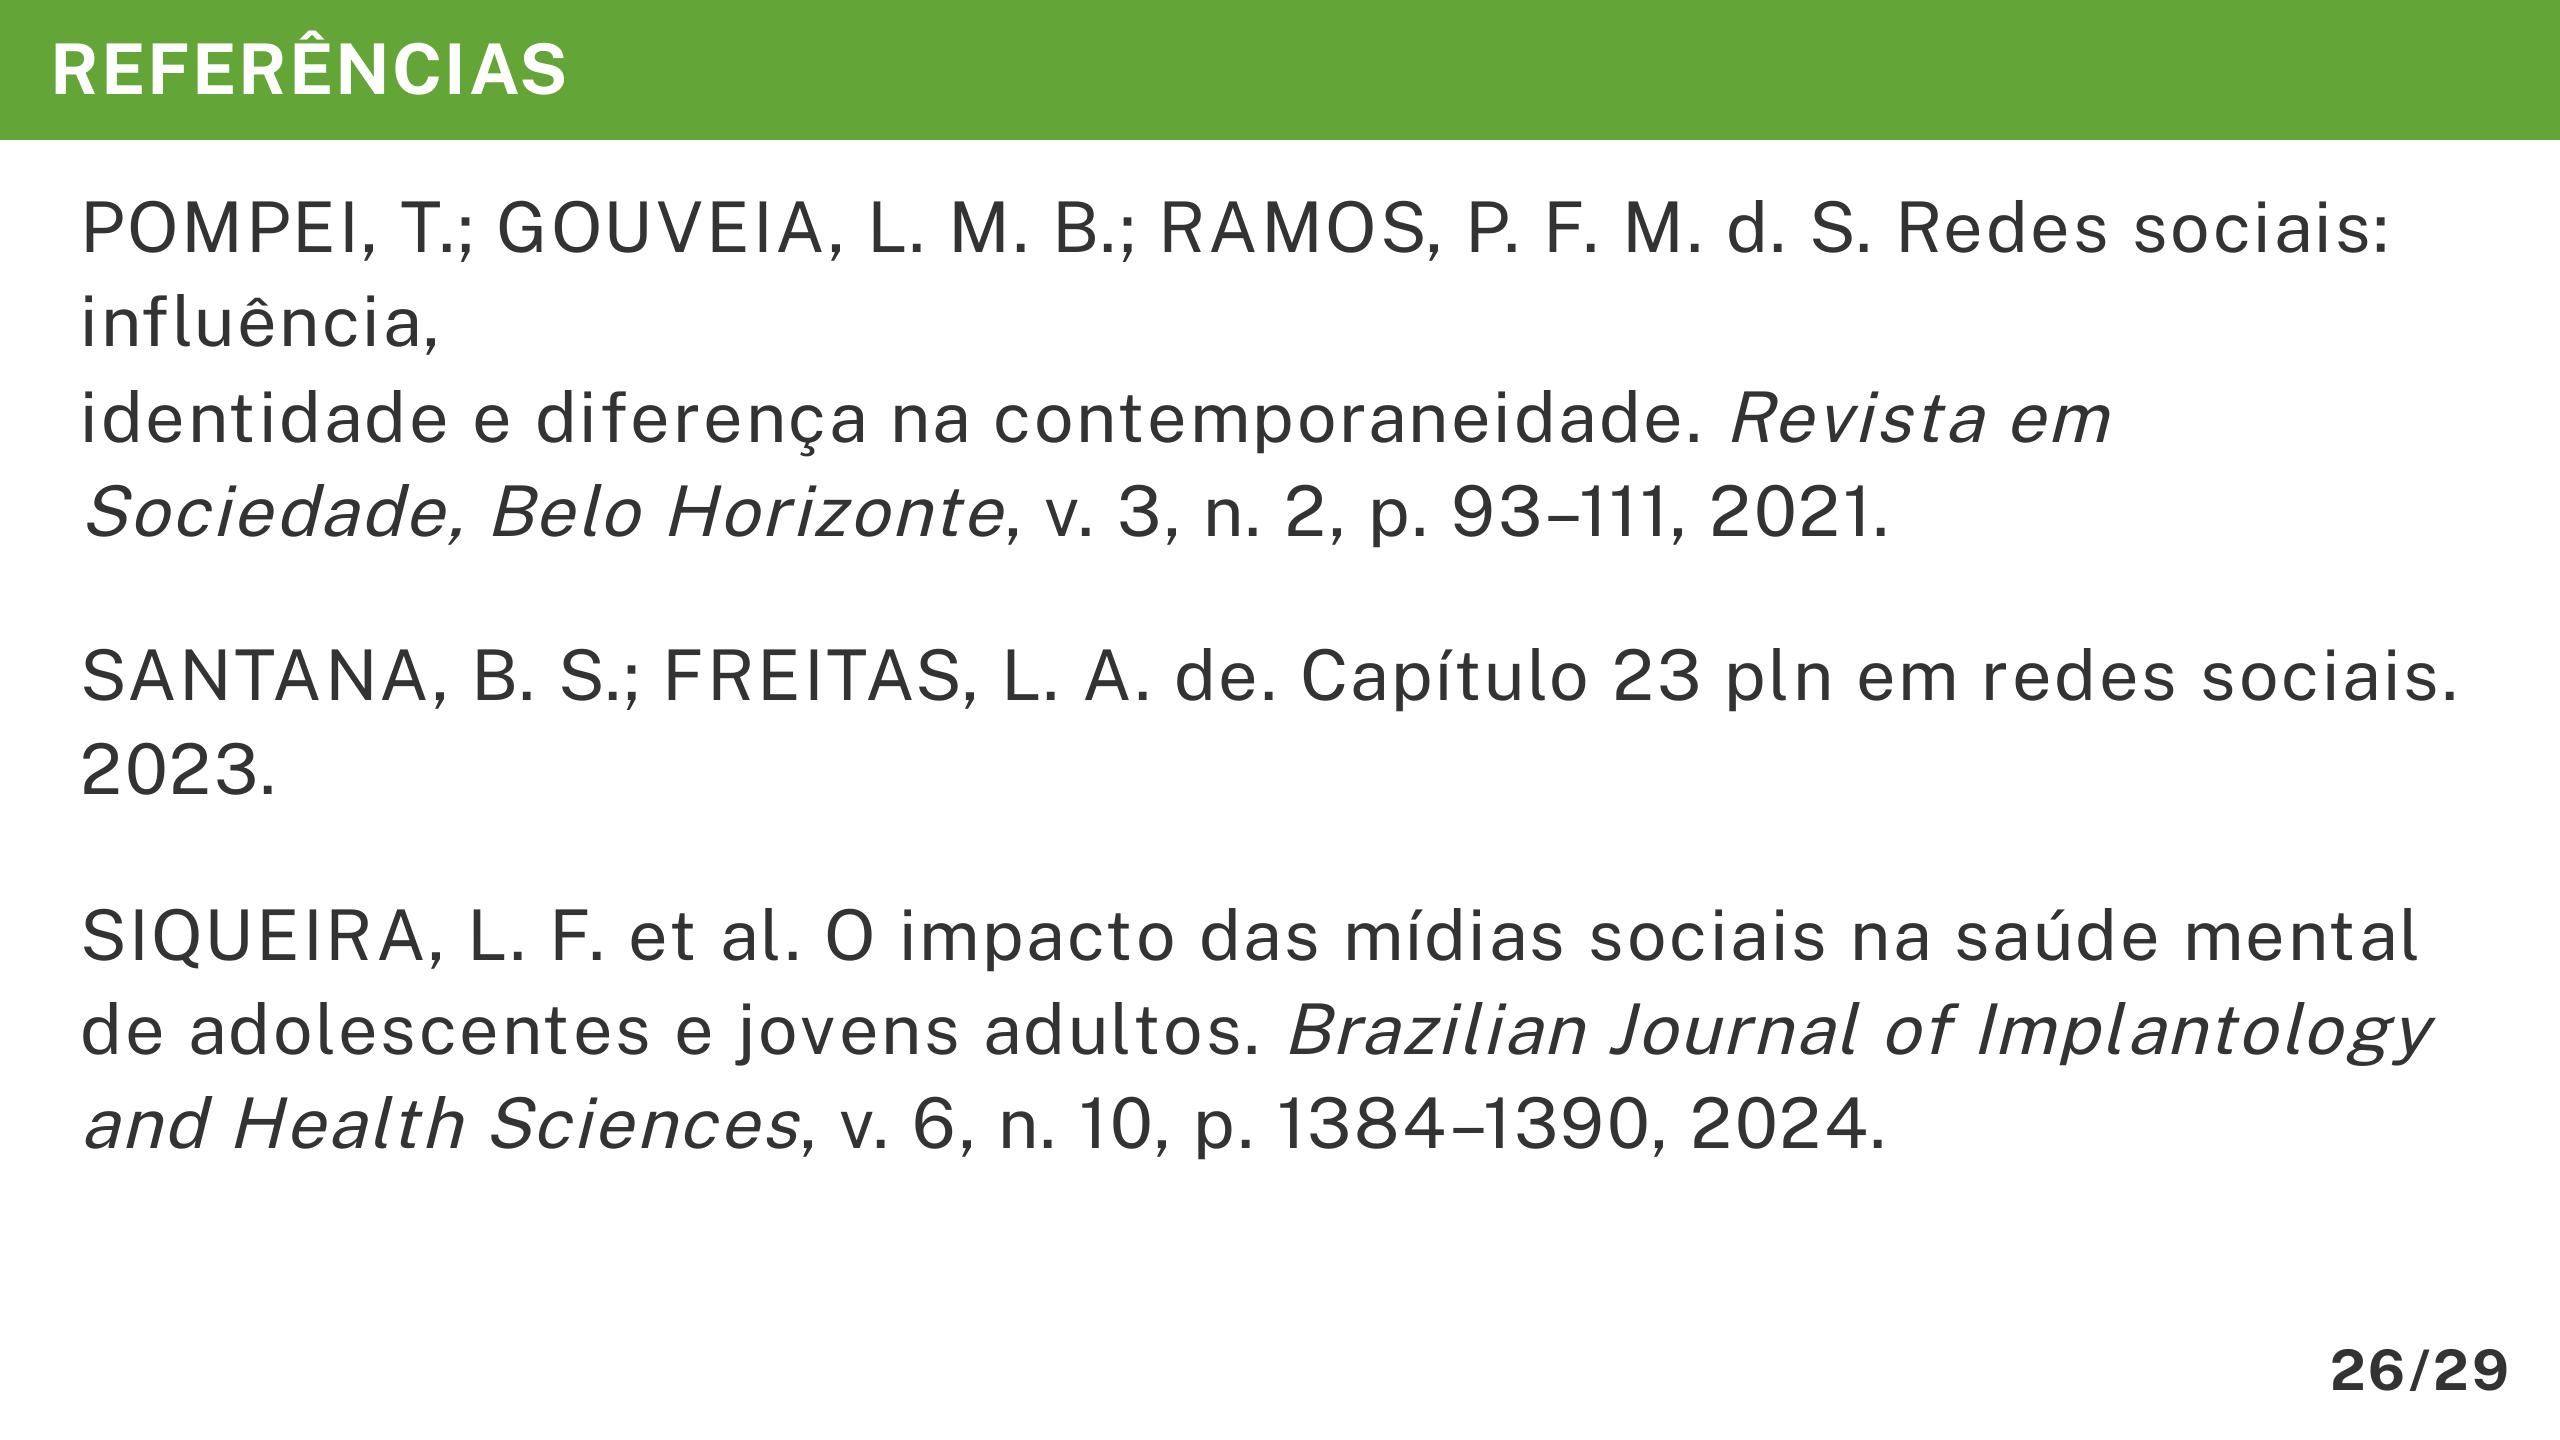 REFERÊNCIAS
POMPEI, T.; GOUVEIA, L. M. B.; RAMOS, P. F. M. d. S. Redes sociais:
influência,
identidade e diferença na contemporaneidade. Revista em
Sociedade, Belo Horizonte, v. 3, n. 2, p. 93–111, 2021.
SANTANA, B. S.; FREITAS, L. A. de. Capítulo 23 pln em redes sociais.
2023.
SIQUEIRA, L. F. et al. O impacto das mídias sociais na saúde mental
de adolescentes e jovens adultos. Brazilian Journal of Implantology
and Health Sciences, v. 6, n. 10, p. 1384–1390, 2024.
26/29